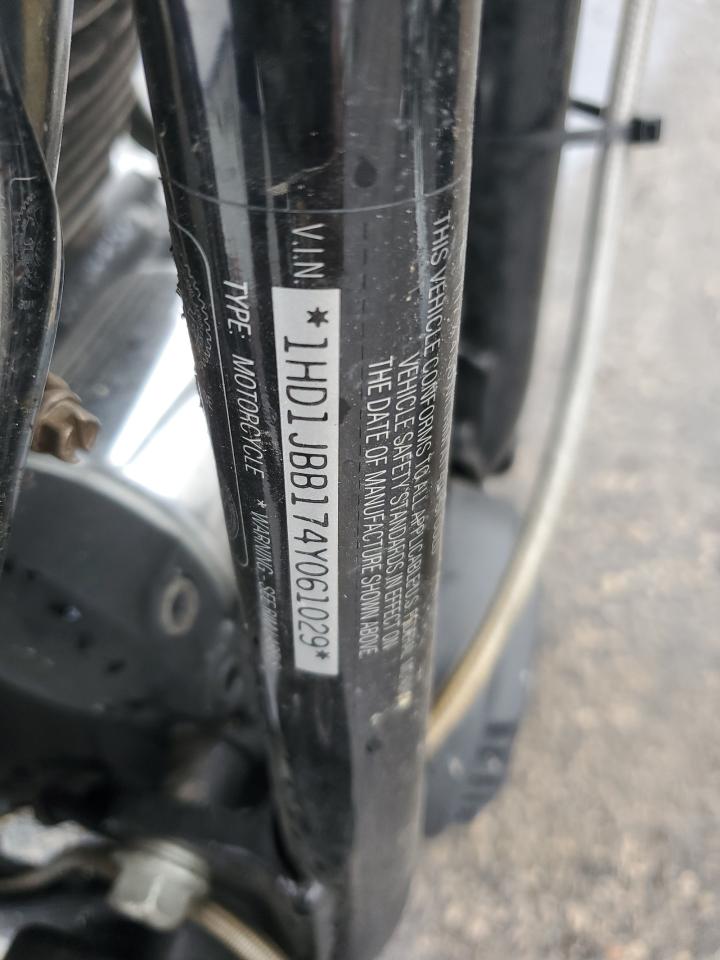 THIS VEHICLE CONFORMS TO ALL APPLICABLE U.S.
VEHICLE SAFETY STANDARDS IN EFFECT ON
THE DATE OF MANUFACTURE SHOWN ABOVE
V.I.N.
*1HD1JBB174Y061029*
TYPE: MOTORCYCLE * WARNING-